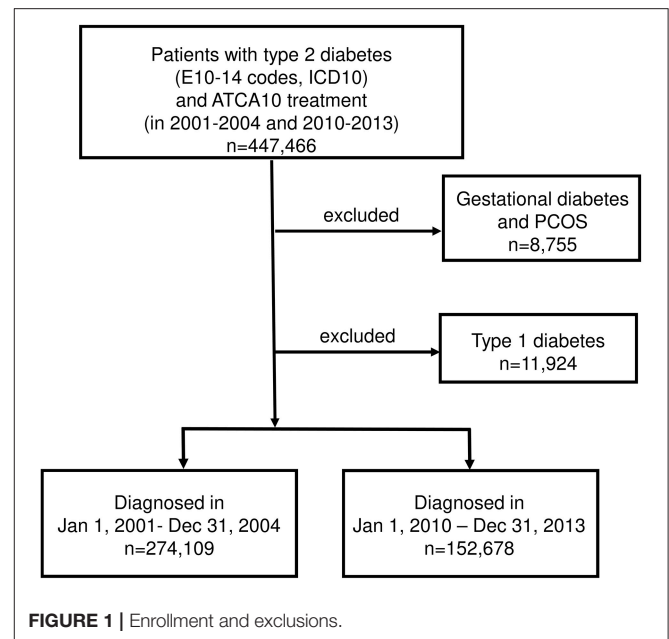 Patients with type 2 diabetes
(E10-14 codes, ICD10)
and ATCA10 treatment
(in 2001-2004 and 2010-2013)
n=447,466
excluded
Gestational diabetes
and PCOS
n=8,755
excluded
Type 1 diabetes
n=11,924
Diagnosed in
Jan 1, 2001- Dec 31, 2004
n=274,109
Diagnosed in
Jan 1, 2010 – Dec 31, 2013
n=152,678
FIGURE 1 | Enrollment and exclusions.